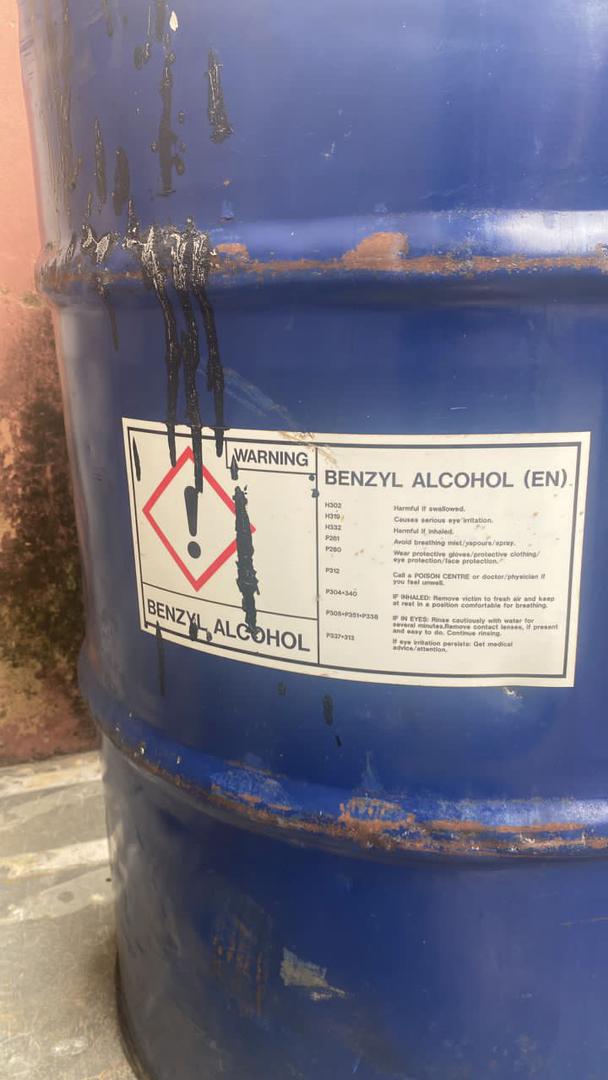 WARNING
BENZYL ALCOHOL
BENZYL ALCOHOL (EN)
H302 Harmful if swallowed.
H319 Causes serious eye irritation.
H332 Harmful if inhaled.
P261 Avoid breathing mist/vapours/spray.
P280 Wear protective gloves/protective clothing/
eye protection/face protection.
P312 Call a POISON CENTRE or doctor/physician if
you feel unwell.
P304+340 IF INHALED: Remove victim to fresh air and keep
at rest in a position comfortable for breathing.
P305+P351+P338 IF IN EYES: Rinse cautiously with water for
several minutes.Remove contact lenses, if present
and easy to do. Continue rinsing.
P337+313 If eye irritation persists: Get medical
advice/attention.